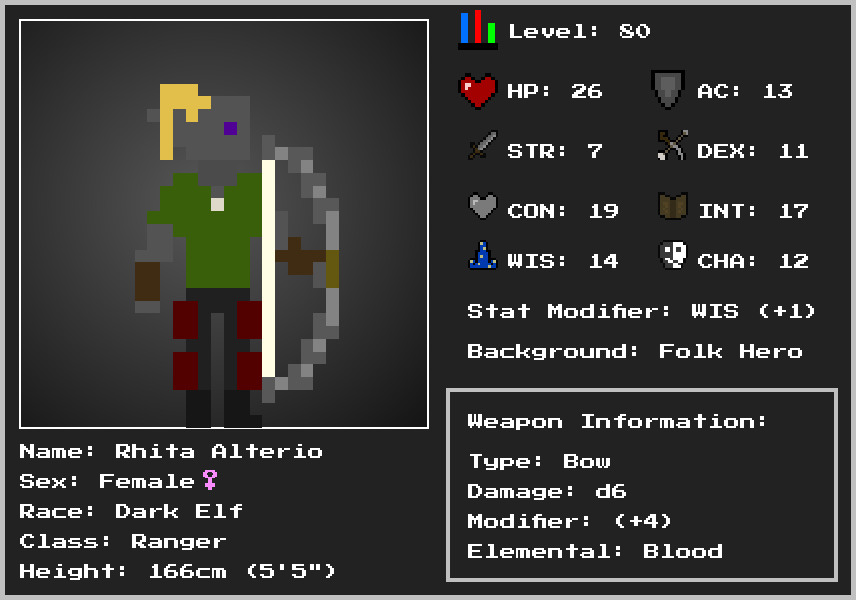 Level: 80
HP: 26 AC: 13
STR: 7 DEX: 11
CON: 19 INT: 17
WIS: 14 CHA: 12
Stat Modifier: WIS (+1)
Background: Folk Hero
Weapon Information:
Type: Bow
Damage: d6
Modifier: (+4)
Elemental: Blood
Name: Rhita Alterio
Sex: Female♀
Race: Dark Elf
Class: Ranger
Height: 166cm (5'5")